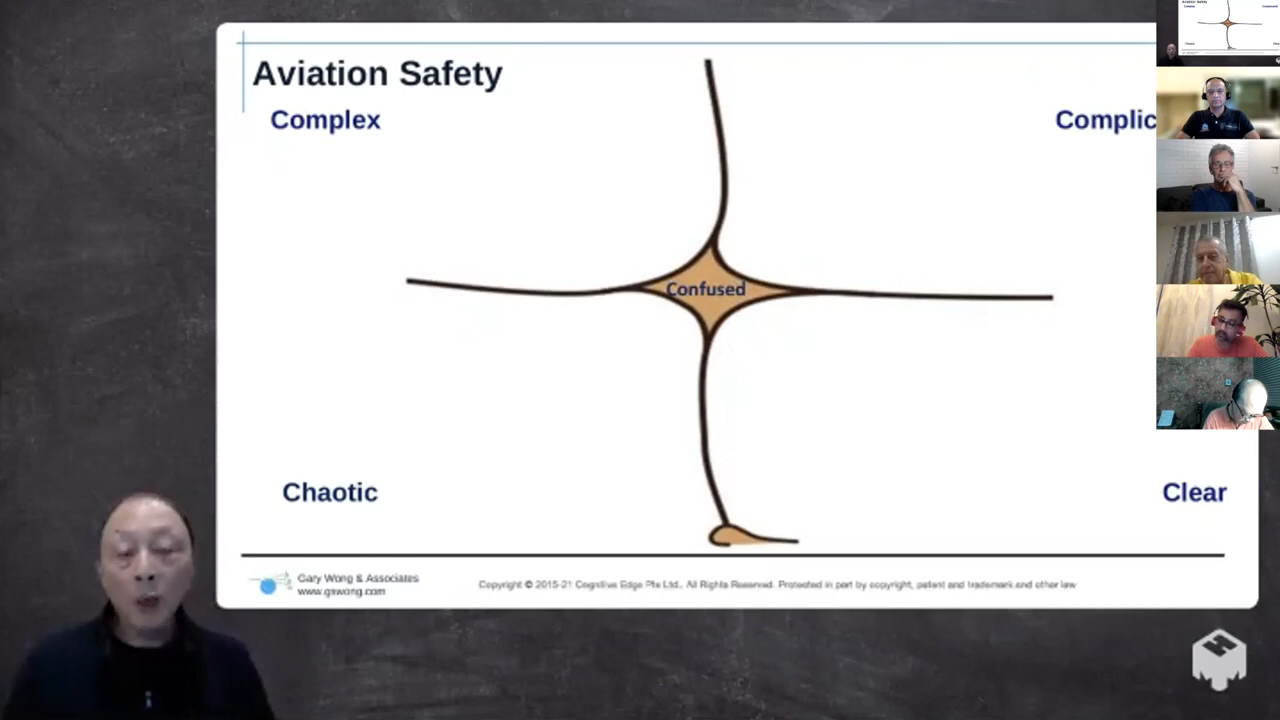 Aviation Safety
Complex
Complic
Confused
Chaotic
Clear
Gary Wong & Associates
www.gswong.com
Copyright © 2015-21 Cognitive Edge Pte Ltd.. All Rights Reserved. Protected in part by copyright, patent and trademark and other law